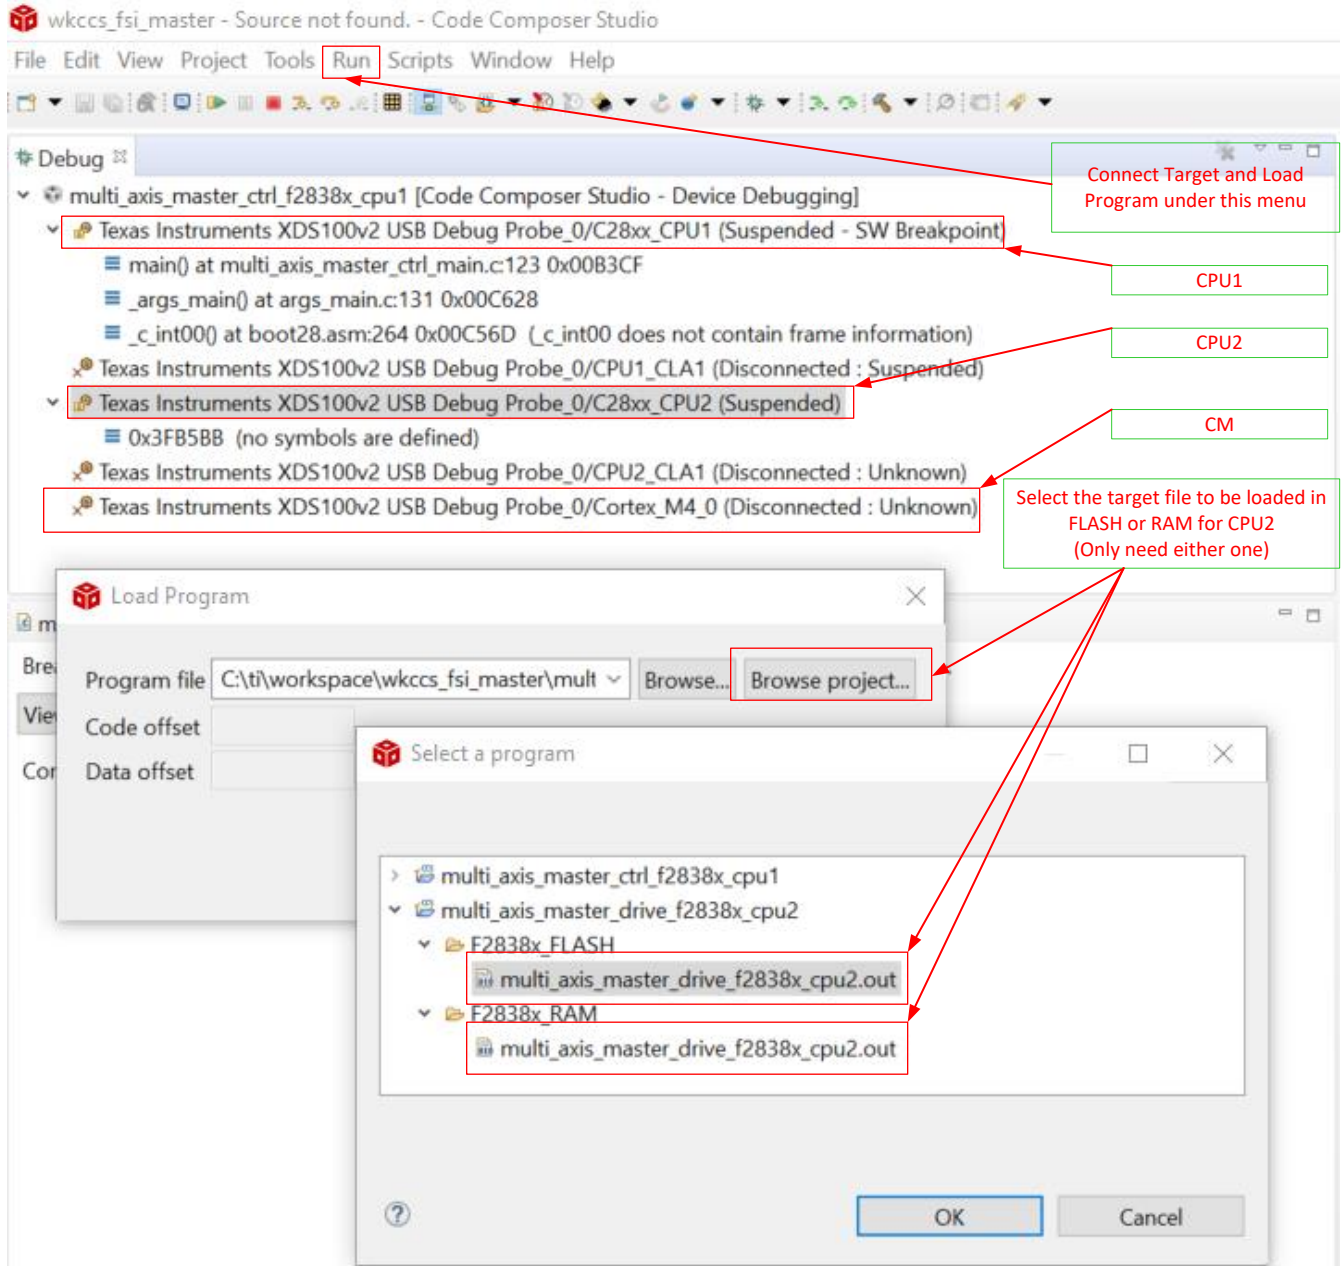 wkccs_fsi_master - Source not found. - Code Composer Studio
File Edit View Project Tools Run Scripts Window Help
Debug
Connect Target and Load
Program under this menu
multi_axis_master_ctrl_f2838x_cpu1 [Code Composer Studio - Device Debugging]
Texas Instruments XDS100v2 USB Debug Probe_0/C28xx_CPU1 (Suspended - SW Breakpoint)
main() at multi_axis_master_ctrl_main.c:123 0x00B3CF
CPU1
_args_main() at args_main.c:131 0x00C628
_c_int00() at boot28.asm:264 0x00C56D (_c_int00 does not contain frame information)
CPU2
Texas Instruments XDS100v2 USB Debug Probe_0/CPU1_CLA1 (Disconnected : Suspended)
Texas Instruments XDS100v2 USB Debug Probe_0/C28xx_CPU2 (Suspended)
CM
0x3FB5BB (no symbols are defined)
Texas Instruments XDS100v2 USB Debug Probe_0/CPU2_CLA1 (Disconnected : Unknown)
Texas Instruments XDS100v2 USB Debug Probe_0/Cortex_M4_0 (Disconnected : Unknown)
Select the target file to be loaded in
FLASH or RAM for CPU2
(Only need either one)
Load Program
m
Brea
Program file C:\ti\workspace\wkccs_fsi_master\mult Browse... Browse project...
View
Code offset
Cor
Data offset
Select a program
multi_axis_master_ctrl_f2838x_cpu1
multi_axis_master_drive_f2838x_cpu2
F2838x_FLASH
multi_axis_master_drive_f2838x_cpu2.out
F2838x_RAM
multi_axis_master_drive_f2838x_cpu2.out
OK Cancel